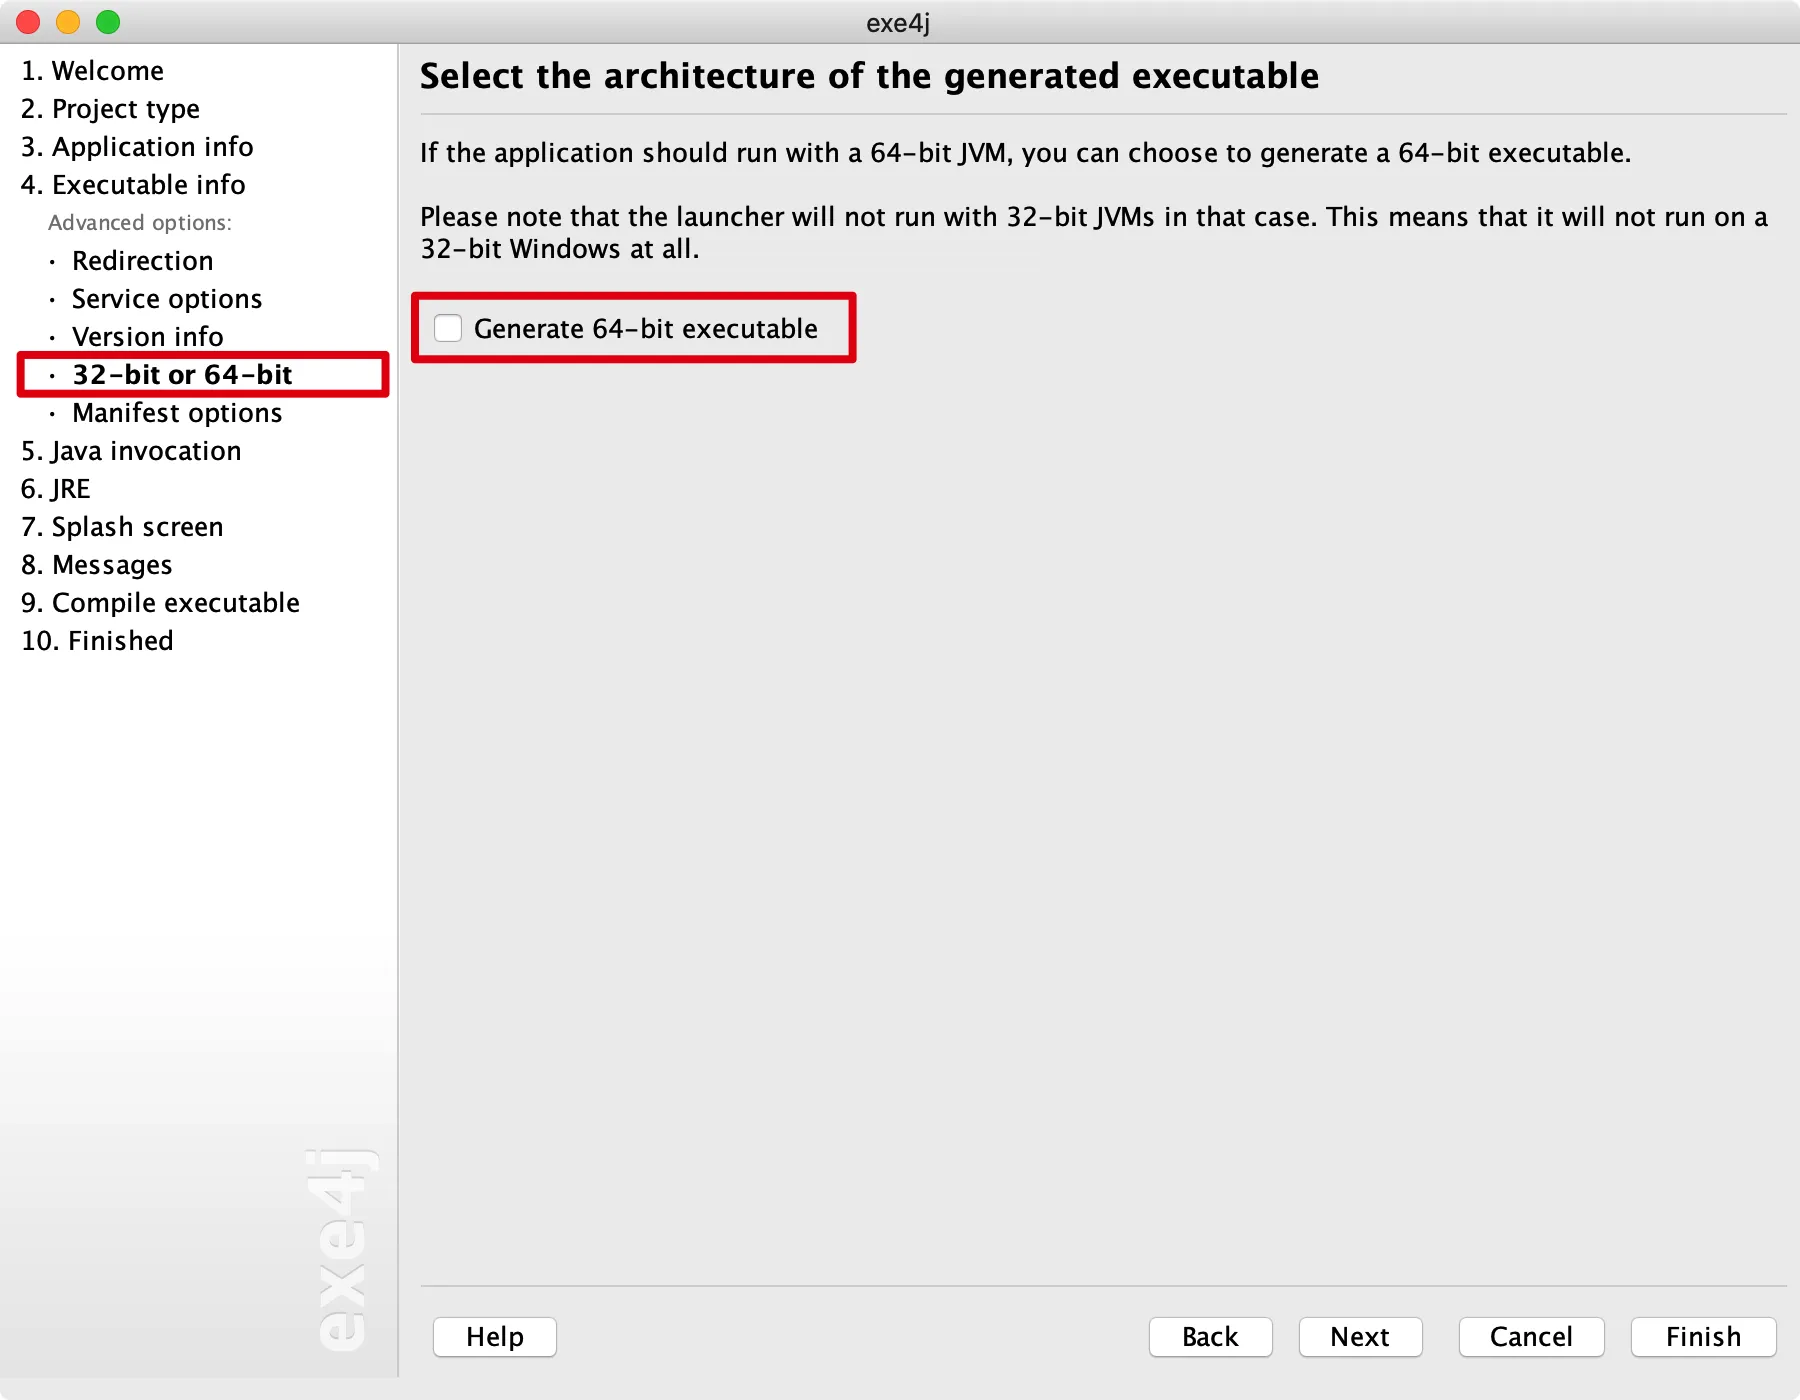 exe4j
1. Welcome
2. Project type
3. Application info
4. Executable info
Advanced options:
· Redirection
· Service options
· Version info
· 32-bit or 64-bit
· Manifest options
5. Java invocation
6. JRE
7. Splash screen
8. Messages
9. Compile executable
10. Finished
exe4j
Select the architecture of the generated executable
If the application should run with a 64-bit JVM, you can choose to generate a 64-bit executable.
Please note that the launcher will not run with 32-bit JVMs in that case. This means that it will not run on a
32-bit Windows at all.
Generate 64-bit executable
Help Back Next Cancel Finish